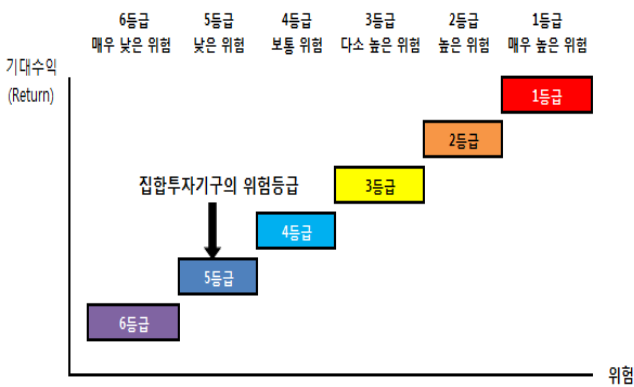 6등급 5등급 4등급 3등급 2등급 1등급
매우 낮은 위험 낮은 위험 보통 위험 다소 높은 위험 높은 위험 매우 높은 위험
기대수익
(Return)
1등급
2등급
3등급
집합투자기구의 위험등급
4등급
5등급
6등급
위험